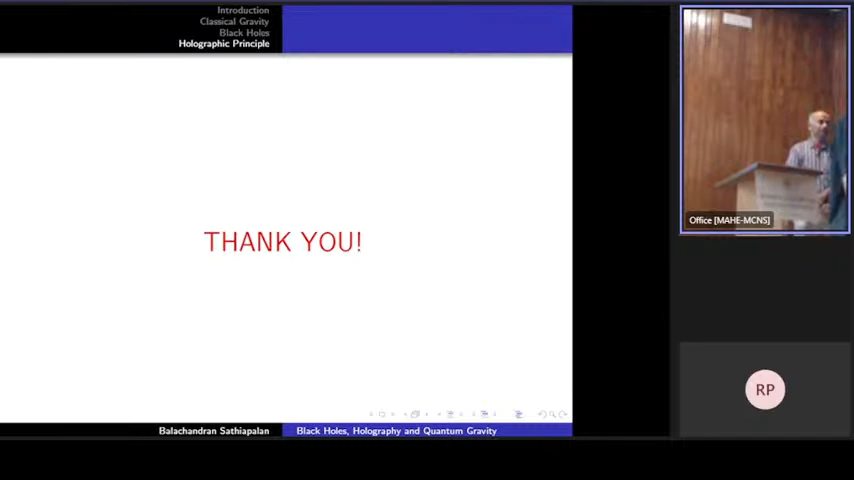 Introduction
Classical Gravity
Black Holes
Holographic Principle
THANK YOU!
Balachandran Sathiapalan
Black Holes, Holography and Quantum Gravity
Office [MAHE-MCNS]
RP